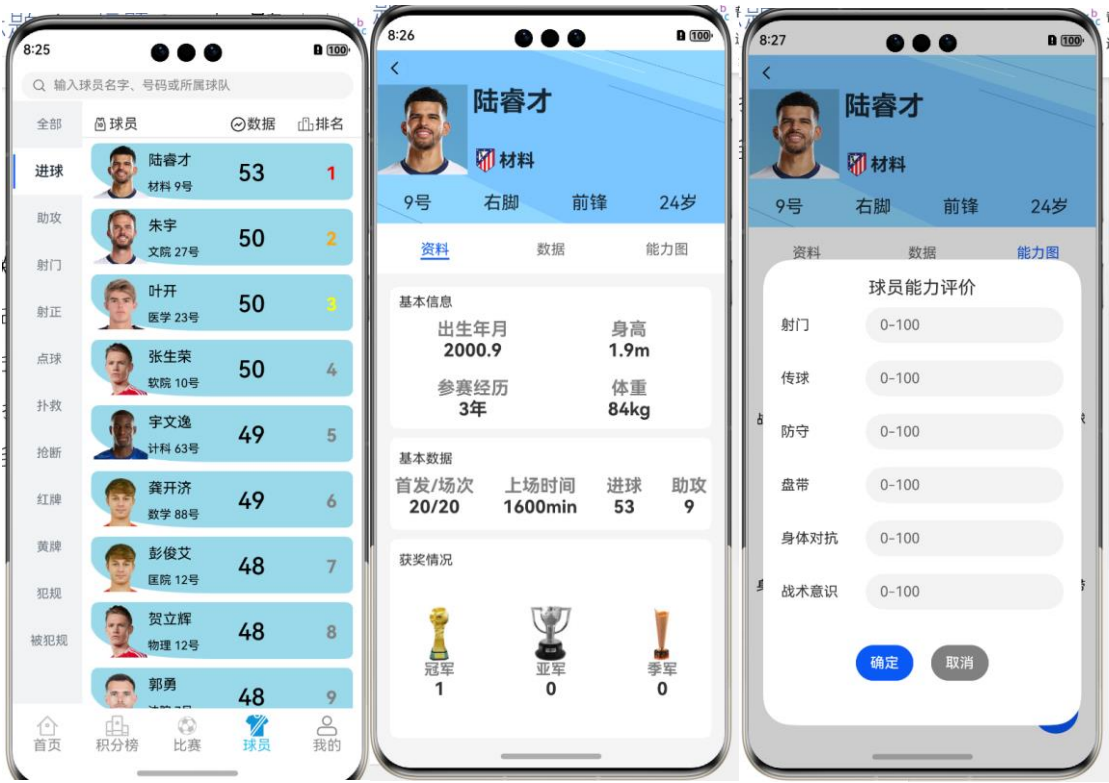 8:25
100
输入球员名字、号码或所属球队
全部
球员
数据
排名
进球
助攻
射门
射正
点球
扑救
抢断
红牌
黄牌
犯规
被犯规
陆睿才
材料 9号
53
1
朱宇
文院 27号
50
2
叶开
医学 23号
50
3
张生荣
软院 10号
50
4
宇文逸
计科 63号
49
5
龚开济
数学 88号
49
6
彭俊艾
匡院 12号
48
7
贺立辉
物理 12号
48
8
郭勇
48
9
首页
积分榜
比赛
球员
我的
8:26
100
陆睿才
材料
9号
右脚
前锋
24岁
资料
数据
能力图
基本信息
出生年月
身高
2000.9
1.9m
参赛经历
体重
3年
84kg
基本数据
首发/场次
上场时间
进球
助攻
20/20
1600min
53
9
获奖情况
冠军
亚军
季军
1
0
0
8:27
100
陆睿才
材料
9号
右脚
前锋
24岁
资料
数据
能力图
球员能力评价
射门
0-100
传球
0-100
防守
0-100
盘带
0-100
身体对抗
0-100
战术意识
0-100
确定
取消